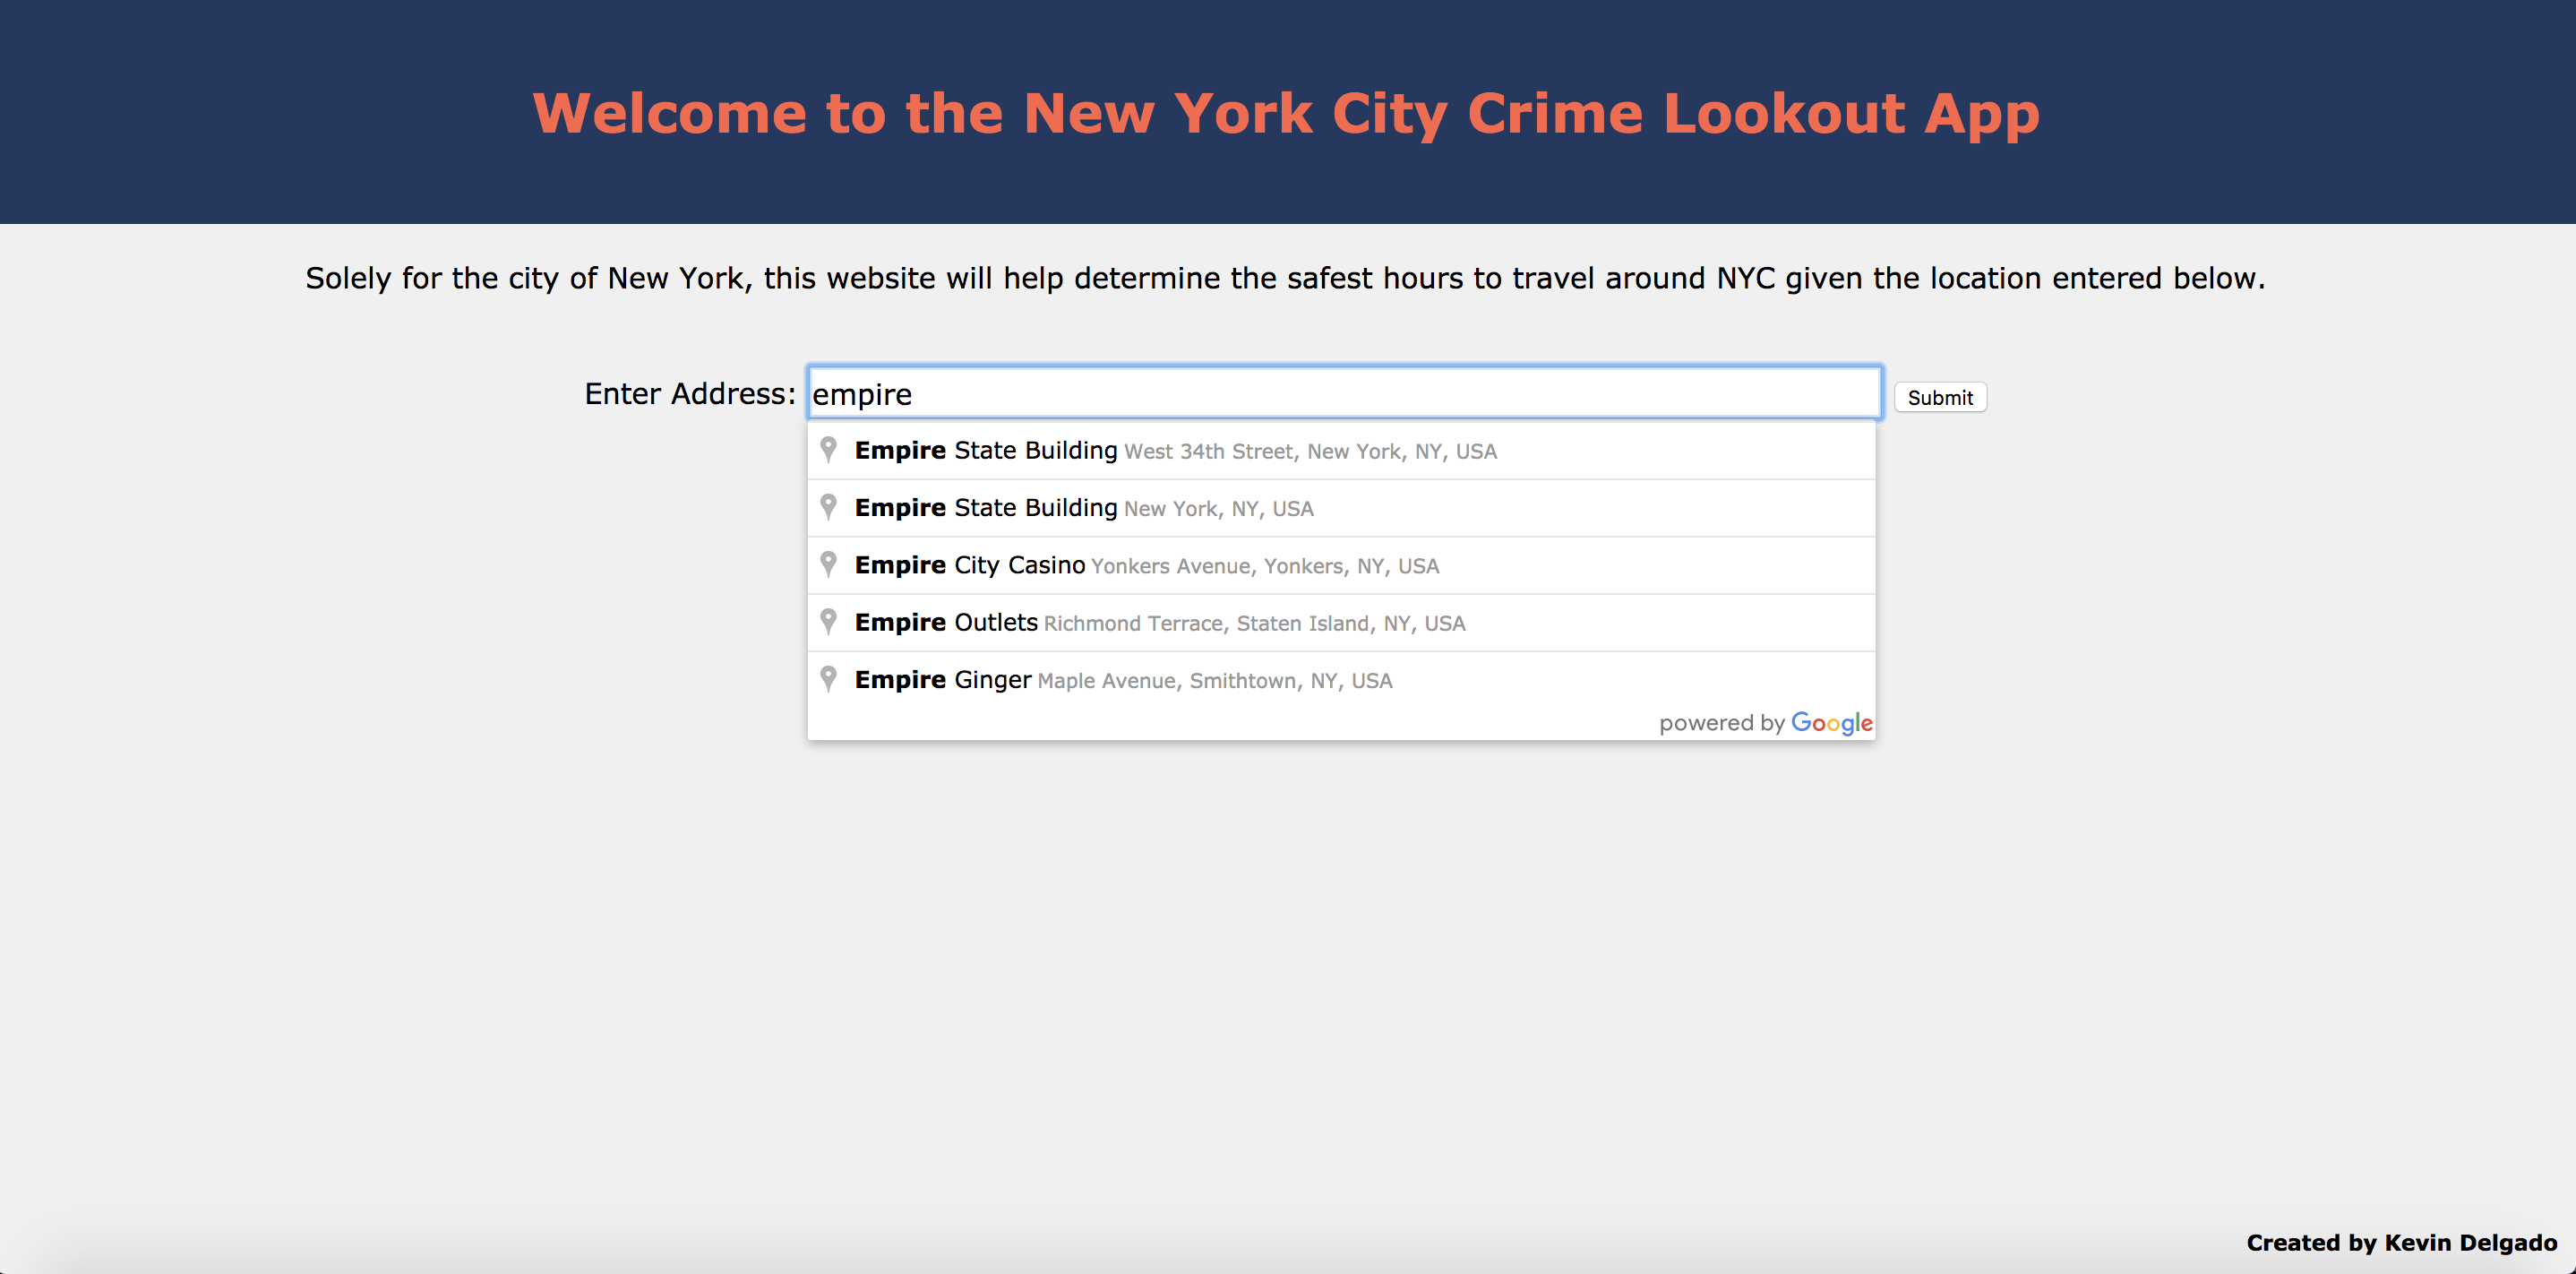 Welcome to the New York City Crime Lookout App
Solely for the city of New York, this website will help determine the safest hours to travel around NYC given the location entered below.
Enter Address: empire Submit
Empire State Building West 34th Street, New York, NY, USA
Empire State Building New York, NY, USA
Empire City Casino Yonkers Avenue, Yonkers, NY, USA
Empire Outlets Richmond Terrace, Staten Island, NY, USA
Empire Ginger Maple Avenue, Smithtown, NY, USA
powered by Google
Created by Kevin Delgado